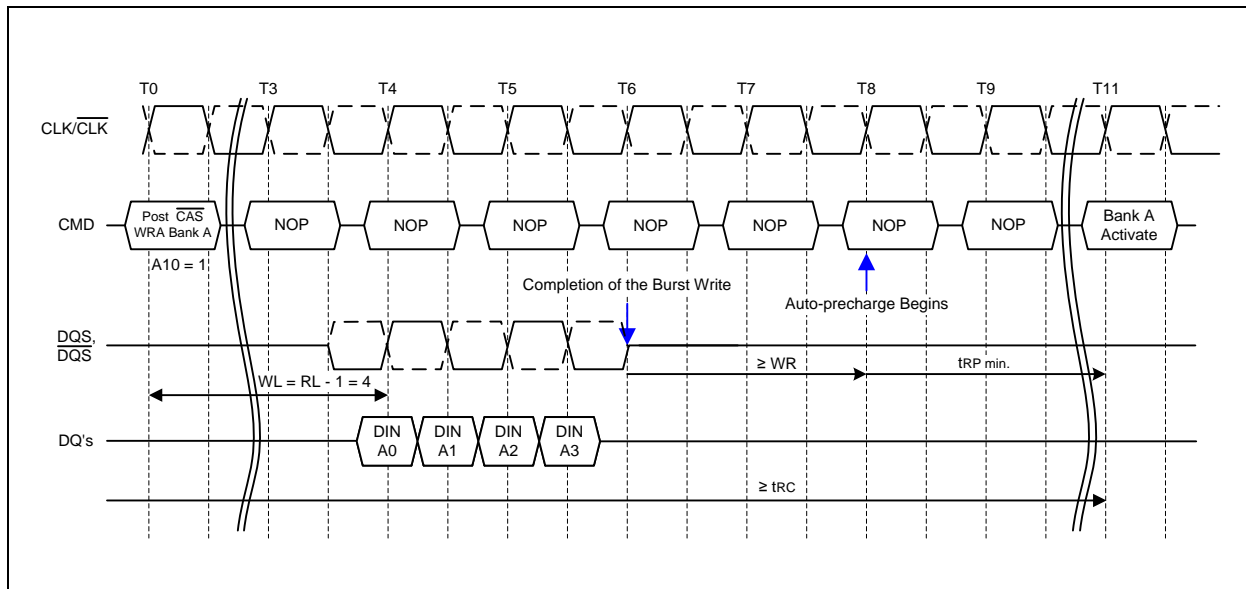 T0 T3 T4 T5 T6 T7 T8 T9 T11
CLK/CLK
CMD
Post CAS
WRA Bank A
NOP NOP NOP NOP NOP NOP NOP
Bank A
Activate
A10 = 1
Completion of the Burst Write
Auto-precharge Begins
DQS,
DQS
WL = RL - 1 = 4
≥ WR
tRP min.
DQ's
DIN
A0
DIN
A1
DIN
A2
DIN
A3
≥ tRC